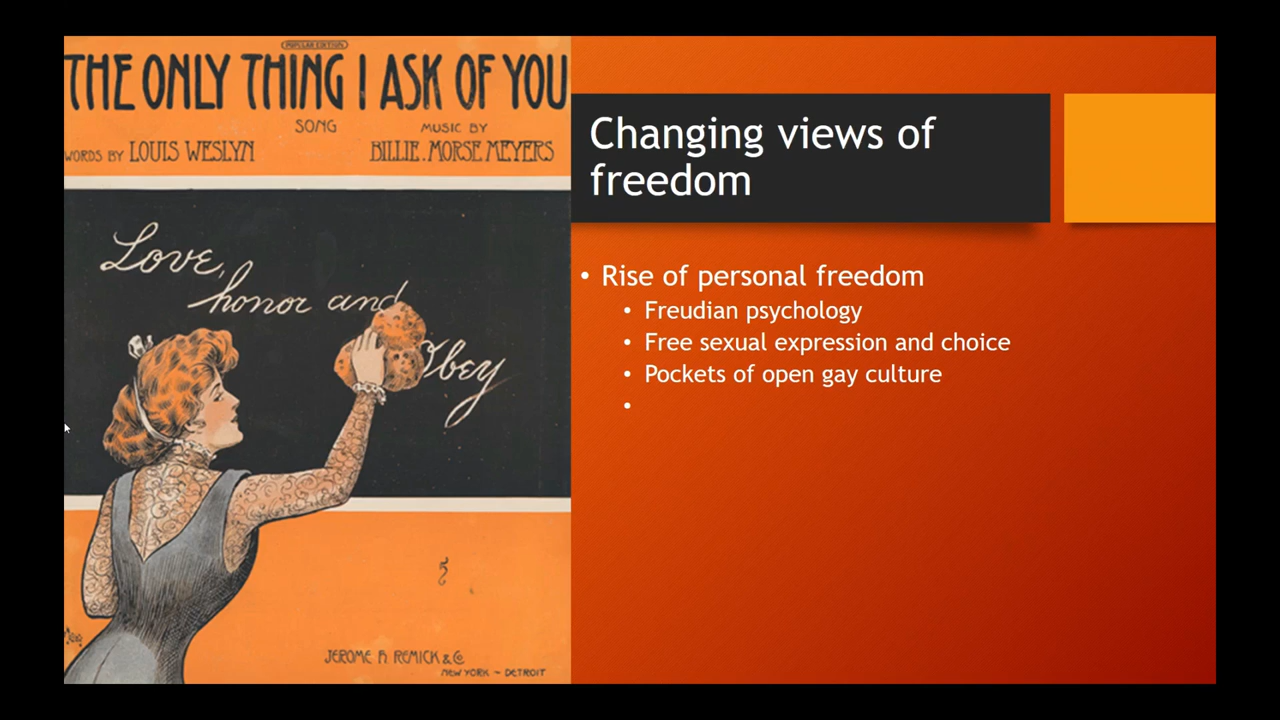 POPULAR EDITION
THE ONLY THING I ASK OF YOU
SONG
WORDS BY LOUIS WESLYN
MUSIC BY
BILLIE. MORSE MEYERS
Love,
honor and
Obey
JEROME H. REMICK & Co
NEW YORK ~ DETROIT
Changing views of
freedom
• Rise of personal freedom
• Freudian psychology
• Free sexual expression and choice
• Pockets of open gay culture
•